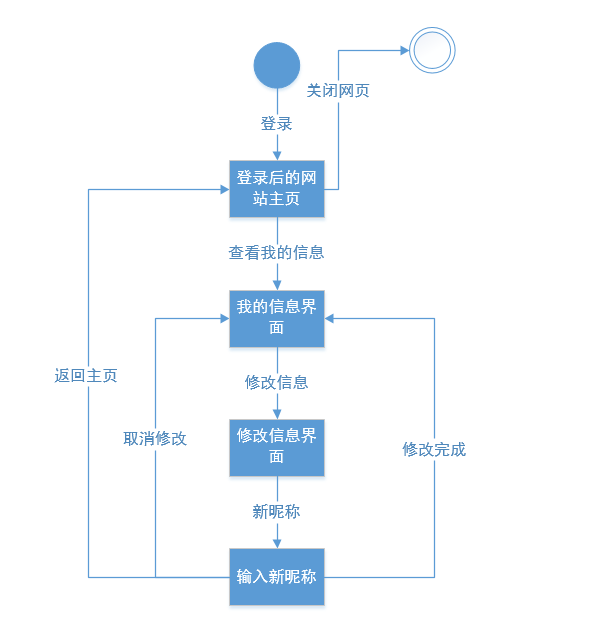 关闭网页
登录
登录后的网
站主页
查看我的信息
我的信息界
面
返回主页
修改信息
取消修改
修改信息界
面
修改完成
新昵称
输入新昵称